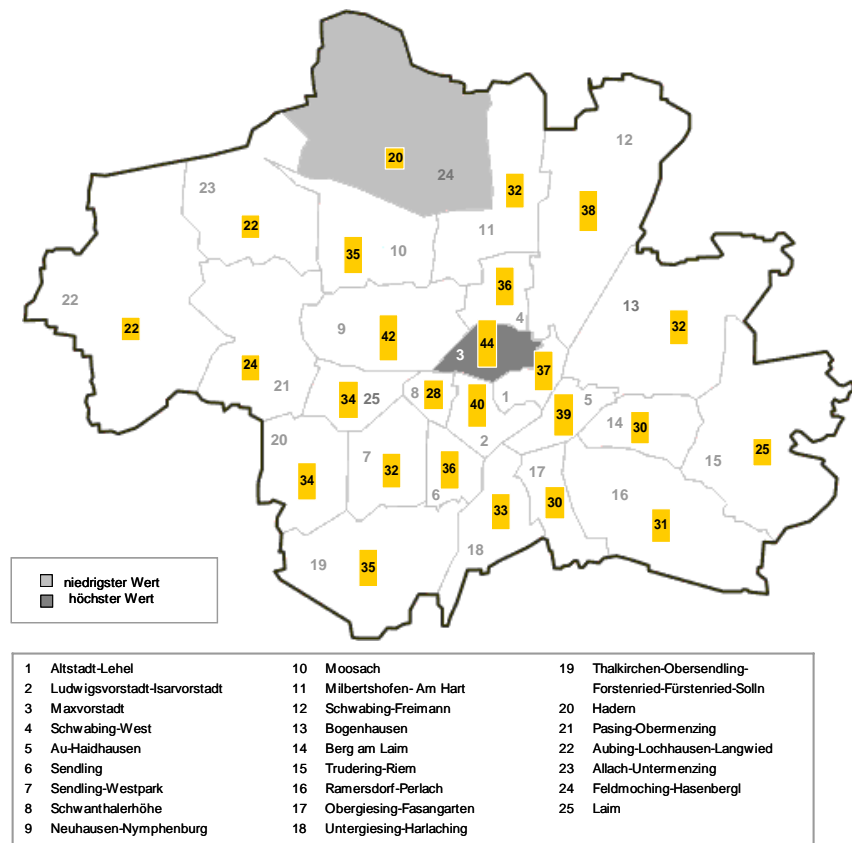 12
20
24
23
32
38
22
11
35
10
36
22
13
4
32
22
9
42
44
3
37
24
21
8
28
1
5
34
25
40
39
14
30
20
2
25
7
32
36
17
15
34
6
30
16
33
31
18
19
35
niedrigster Wert
höchster Wert
1 Altstadt-Lehel
2 Ludwigsvorstadt-Isarvorstadt
3 Maxvorstadt
4 Schwabing-West
5 Au-Haidhausen
6 Sendling
7 Sendling-Westpark
8 Schwanthalerhöhe
9 Neuhausen-Nymphenburg
10 Moosach
11 Milbertshofen- Am Hart
12 Schwabing-Freimann
13 Bogenhausen
14 Berg am Laim
15 Trudering-Riem
16 Ramersdorf-Perlach
17 Obergiesing-Fasangarten
18 Untergiesing-Harlaching
19 Thalkirchen-Obersendling-
Forstenried-Fürstenried-Solln
20 Hadern
21 Pasing-Obermenzing
22 Aubing-Lochhausen-Langwied
23 Allach-Untermenzing
24 Feldmoching-Hasenbergl
25 Laim